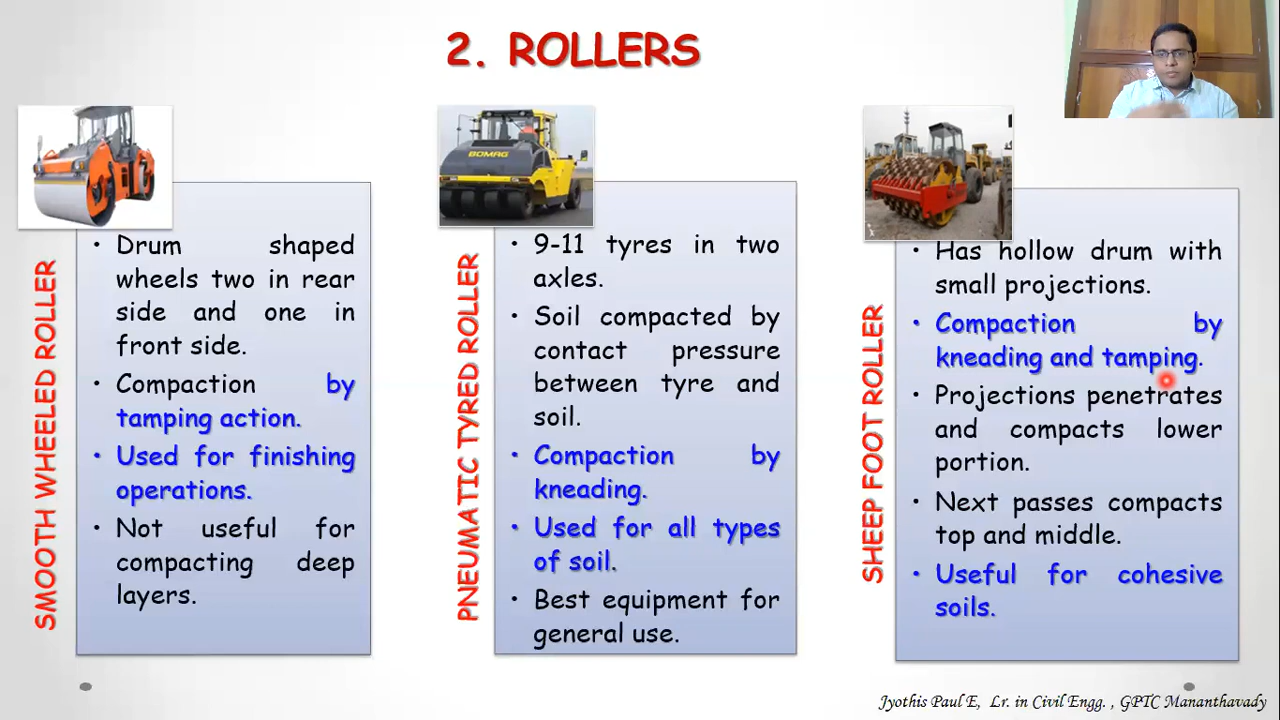 2. ROLLERS
SMOOTH WHEELED ROLLER
• Drum shaped
wheels two in rear
side and one in
front side.
• Compaction by
tamping action.
• Used for finishing
operations.
• Not useful for
compacting deep
layers.
BOMAG
PNEUMATIC TYRED ROLLER
• 9-11 tyres in two
axles.
• Soil compacted by
contact pressure
between tyre and
soil.
• Compaction by
kneading.
• Used for all types
of soil.
• Best equipment for
general use.
SHEEP FOOT ROLLER
• Has hollow drum with
small projections.
• Compaction by
kneading and tamping.
• Projections penetrates
and compacts lower
portion.
• Next passes compacts
top and middle.
• Useful for cohesive
soils.
Jyothis Paul E, Lr. in Civil Engg. , GPTC Mananthavady